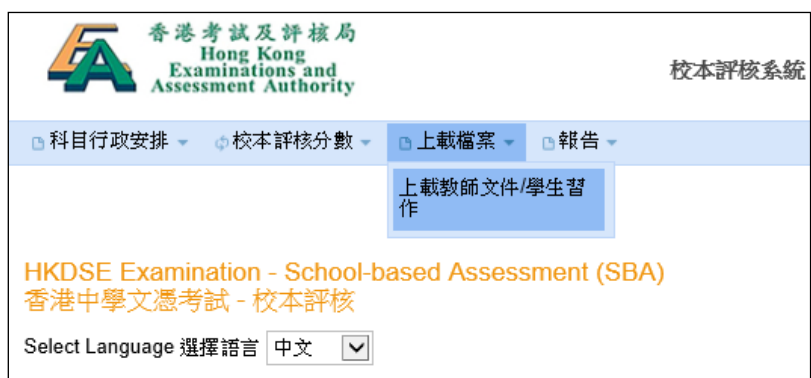 香港考試及評核局
Hong Kong
Examinations and
Assessment Authority
校本評核系統
科目行政安排 校本評核分數 上載檔案 報告
上載教師文件/學生習
作
HKDSE Examination - School-based Assessment (SBA)
香港中學文憑考試 - 校本評核
Select Language 選擇語言 中文